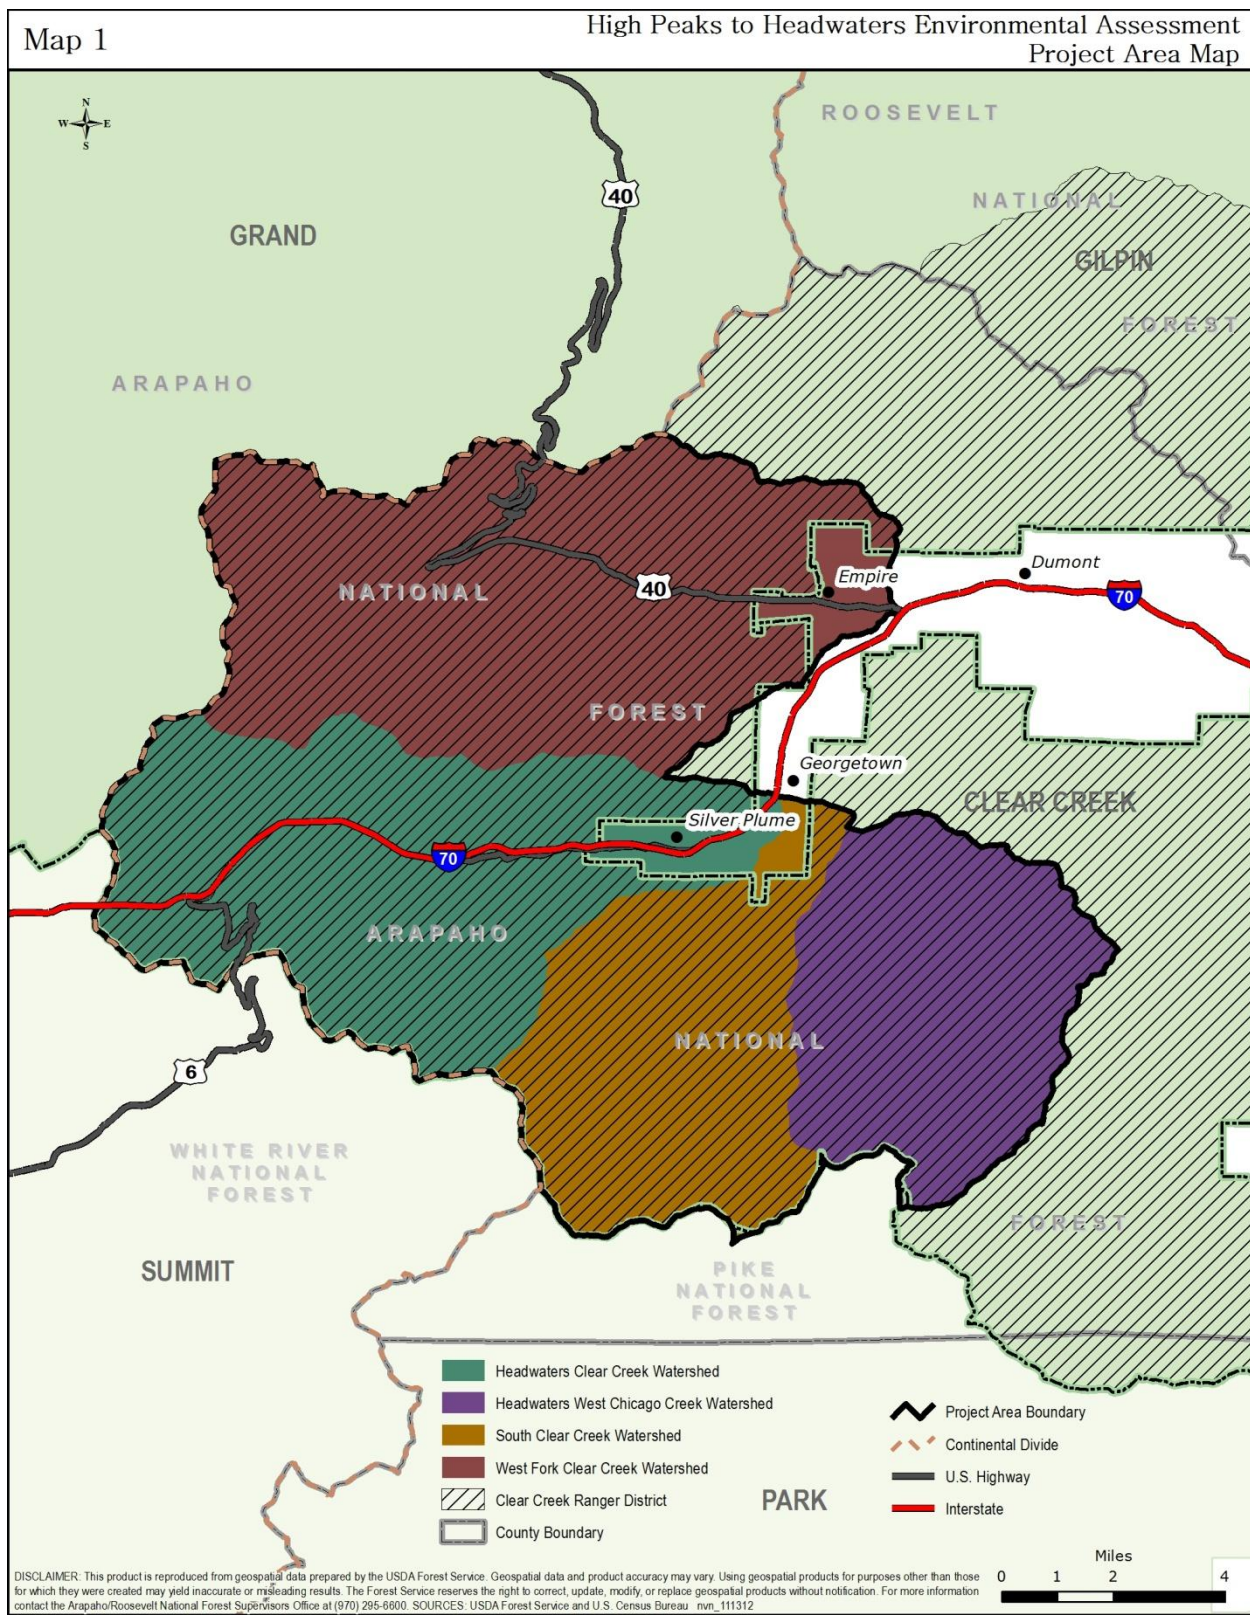 Map 1
High Peaks to Headwaters Environmental Assessment
Project Area Map
N
W E
S
ROOSEVELT
40
NATIONAL
GRAND
GILPIN
FOREST
ARAPAHO
Dumont
Empire
NATIONAL
40
70
FOREST
Georgetown
CLEAR CREEK
Silver Plume
70
ARAPAHO
NATIONAL
6
WHITE RIVER
NATIONAL
FOREST
FOREST
SUMMIT
PIKE
NATIONAL
FOREST
Headwaters Clear Creek Watershed
Headwaters West Chicago Creek Watershed
South Clear Creek Watershed
West Fork Clear Creek Watershed
Clear Creek Ranger District
County Boundary
Project Area Boundary
Continental Divide
U.S. Highway
Interstate
PARK
Miles
0 1 2 4
DISCLAIMER: This product is reproduced from geospatial data prepared by the USDA Forest Service. Geospatial data and product accuracy may vary. Using geospatial products for purposes other than those
for which they were created may yield inaccurate or misleading results. The Forest Service reserves the right to correct, update, modify, or replace geospatial products without notification. For more information
contact the Arapaho/Roosevelt National Forest Supervisors Office at (970) 295-6600. SOURCES: USDA Forest Service and U.S. Census Bureau nvn_111312